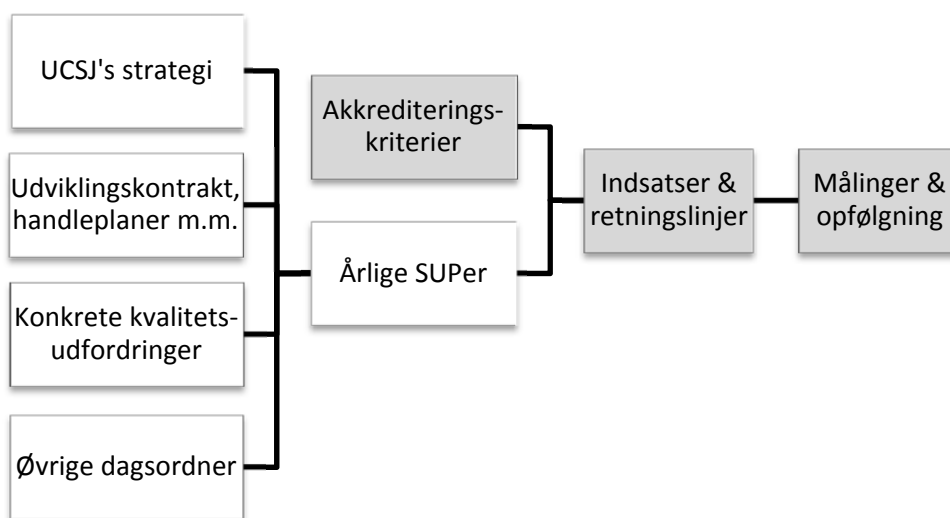 UCSJ's strategi
Udviklingskontrakt,
handleplaner m.m.
Konkrete kvalitets-
udfordringer
Øvrige dagsordner
Akkrediterings-
kriterier
Årlige SUPer
Indsatser &
retningslinjer
Målinger &
opfølgning